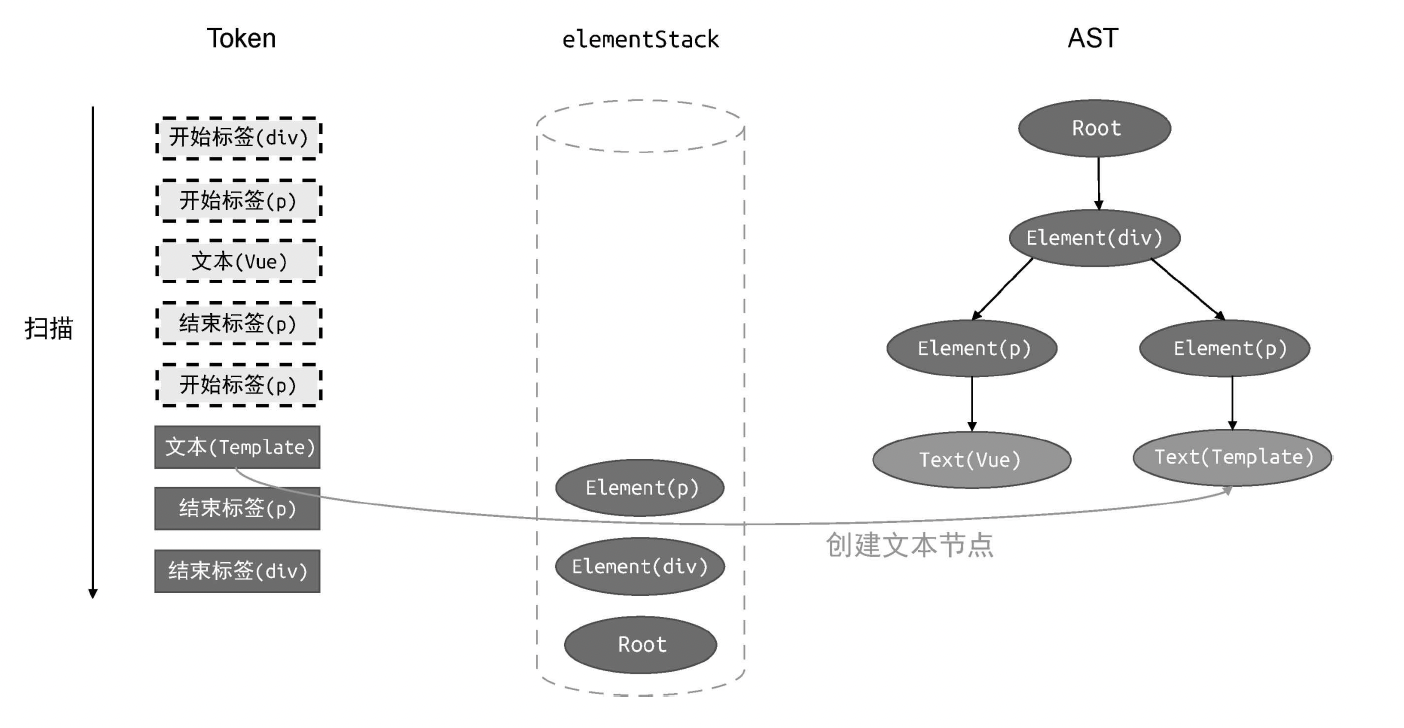 Token
elementStack
AST
扫描
开始标签(div)
开始标签(p)
文本(Vue)
结束标签(p)
开始标签(p)
文本(Template)
结束标签(p)
结束标签(div)
Element(p)
Element(div)
Root
Root
Element(div)
Element(p)
Element(p)
Text(Vue)
Text(Template)
创建文本节点